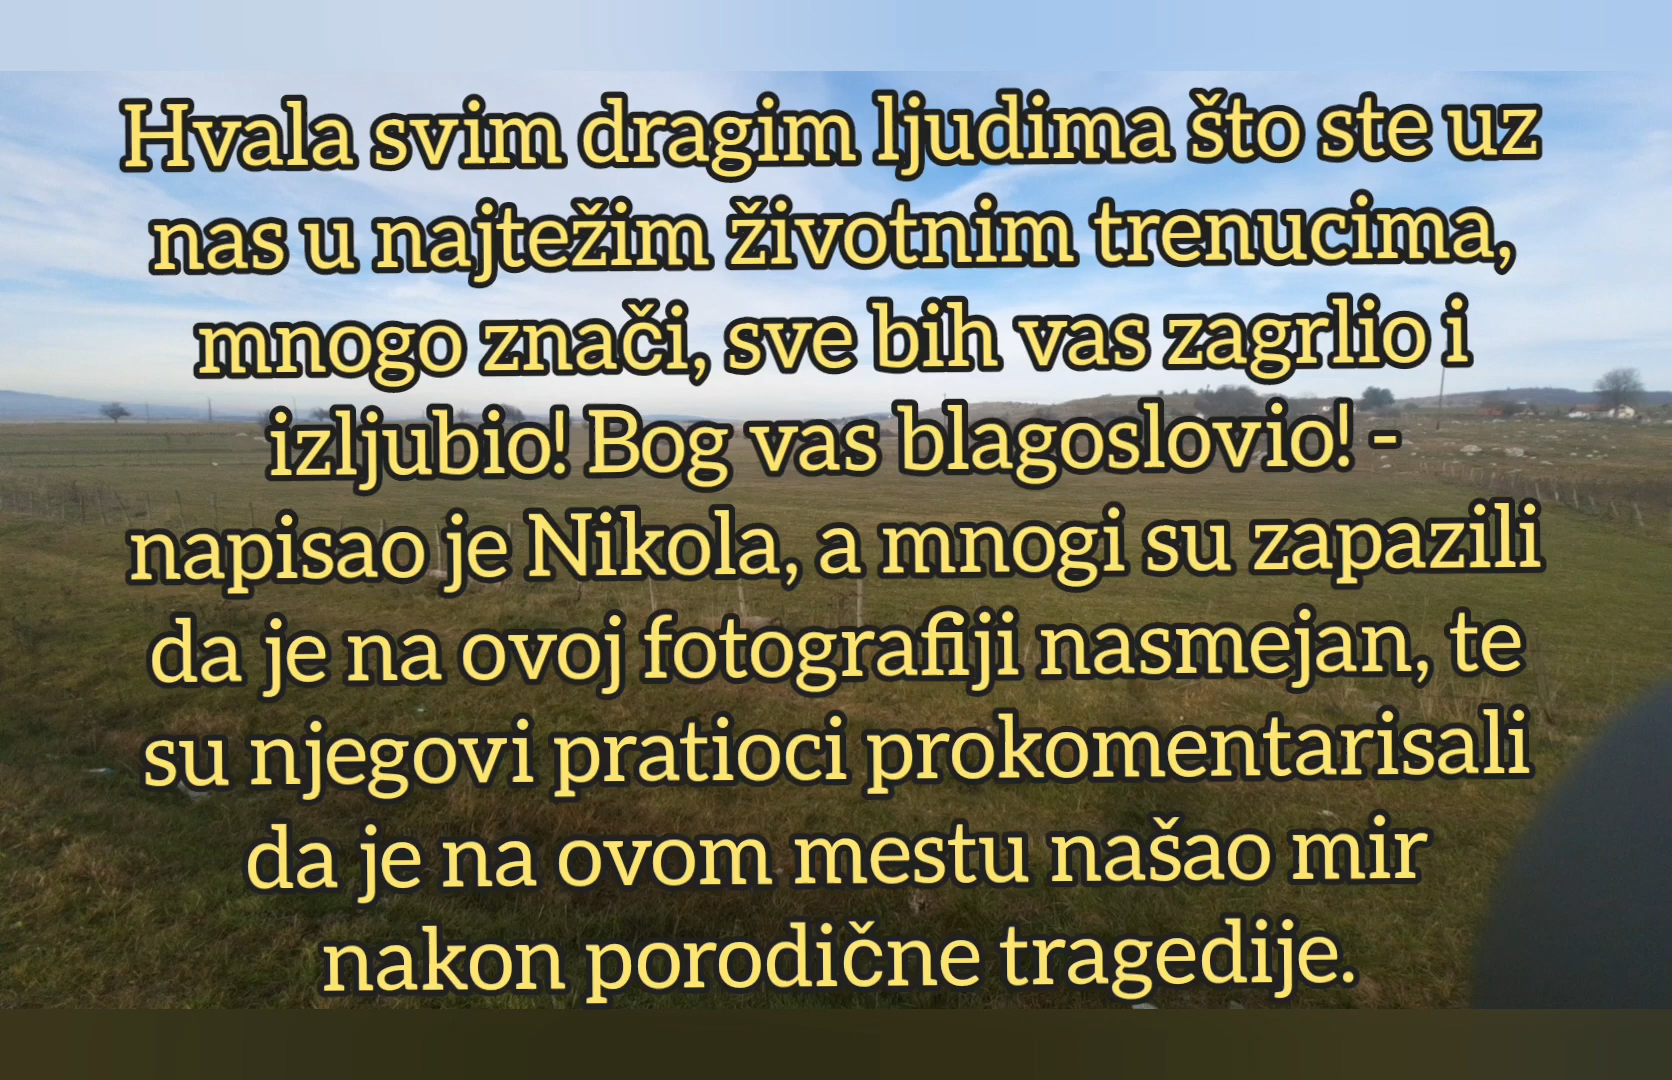 Hvala svim dragim ljudima što ste uz
nas u najtežim životnim trenucima,
mnogo znači, sve bih vas zagrlio i
izljubio! Bog vas blagoslovio! -
napisao je Nikola, a mnogi su zapazili
da je na ovoj fotografiji nasmejan, te
su njegovi pratioci prokomentarisali
da je na ovom mestu našao mir
nakon porodične tragedije.